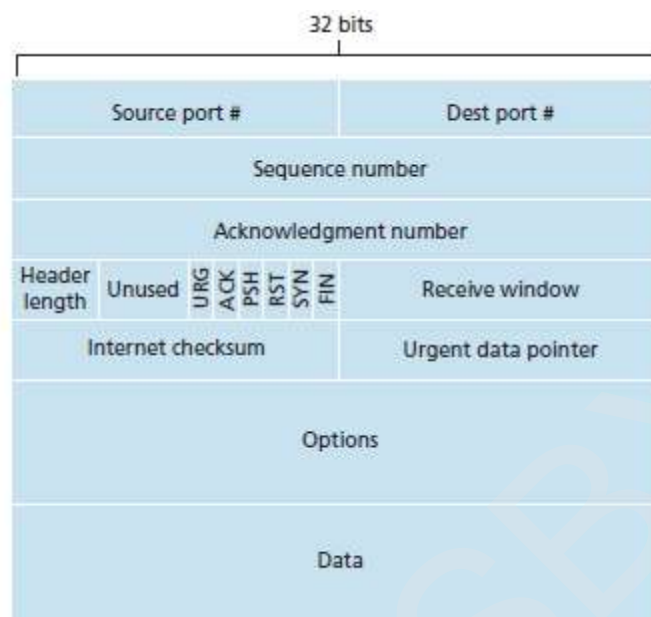 32 bits
Source port # Dest port #
Sequence number
Acknowledgment number
Header length Unused URG ACK PSH RST SYN FIN Receive window
Internet checksum Urgent data pointer
Options
Data